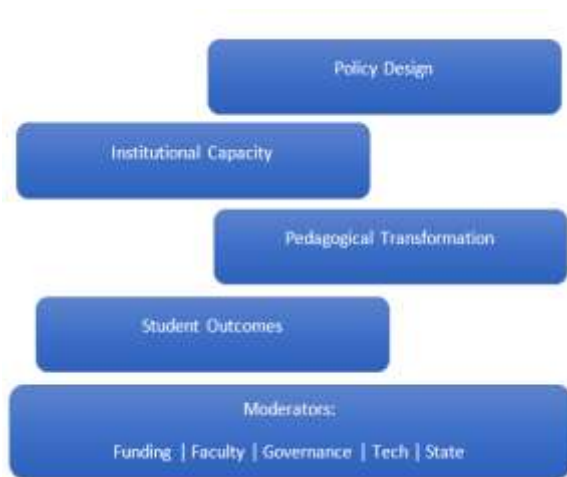 Policy Design
Institutional Capacity
Pedagogical Transformation
Student Outcomes
Moderators:
Funding | Faculty | Governance | Tech | State